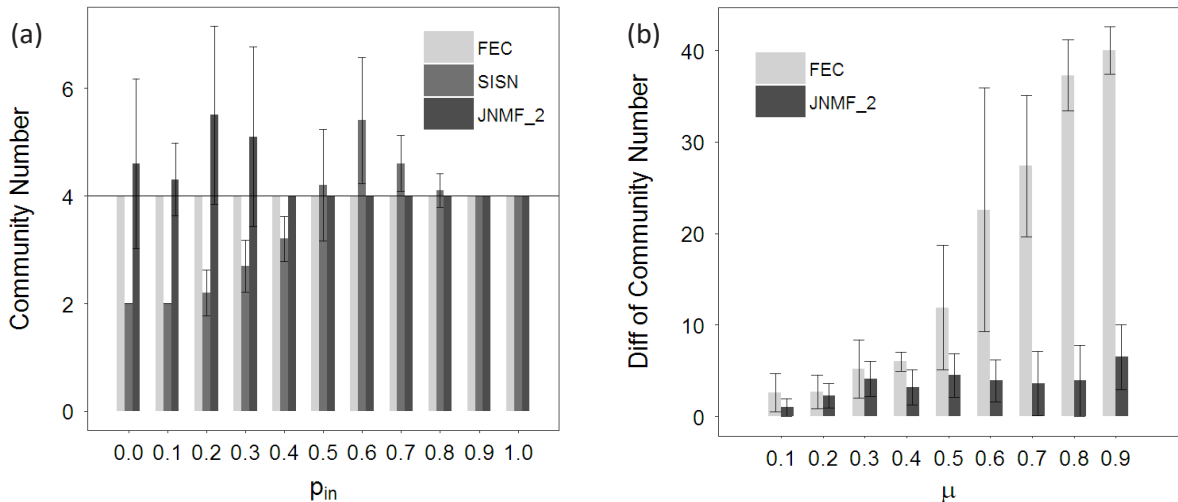 (a)
Community Number
6
4
2
0
FEC
SISN
JNMF_2
0.0 0.1 0.2 0.3 0.4 0.5 0.6 0.7 0.8 0.9 1.0
pin
(b)
Diff of Community Number
40
30
20
10
0
FEC
JNMF_2
0.1 0.2 0.3 0.4 0.5 0.6 0.7 0.8 0.9
μ